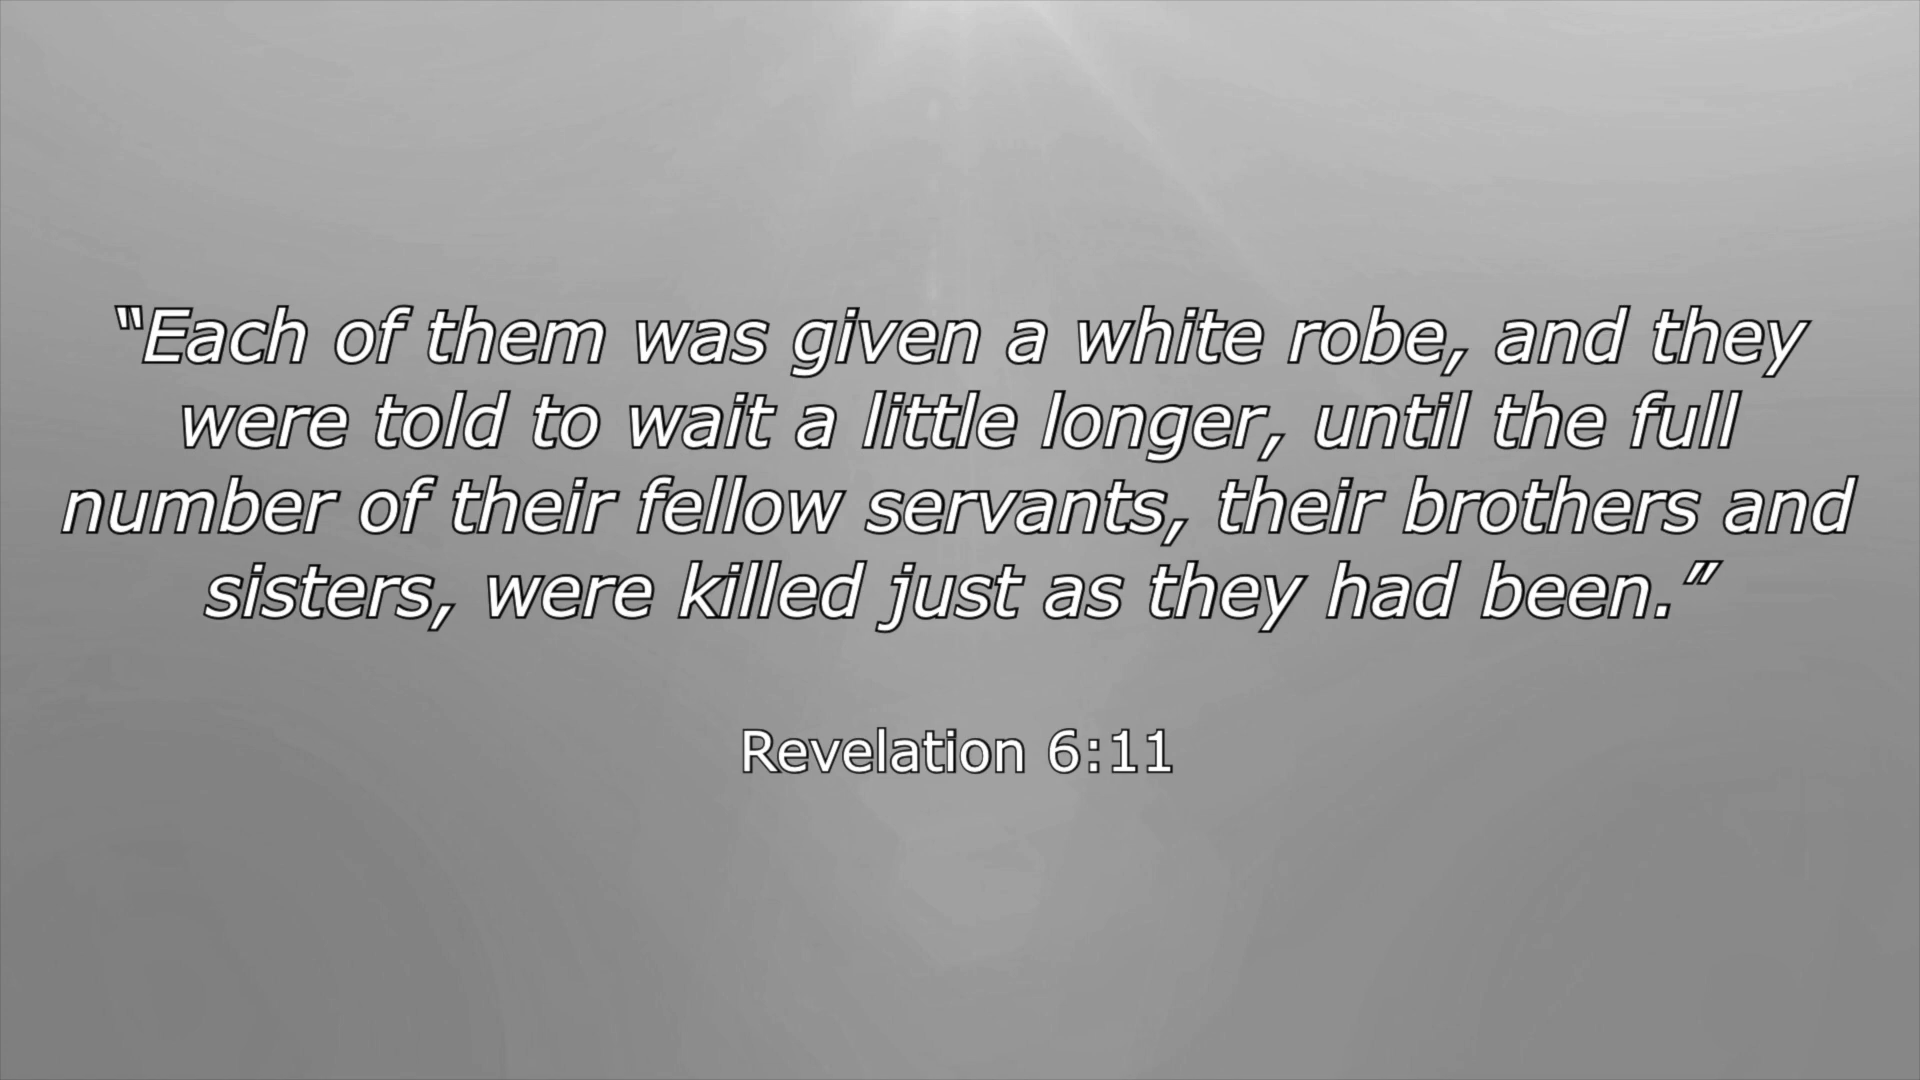 “Each of them was given a white robe, and they
were told to wait a little longer, until the full
number of their fellow servants, their brothers and
sisters, were killed just as they had been.”
Revelation 6:11